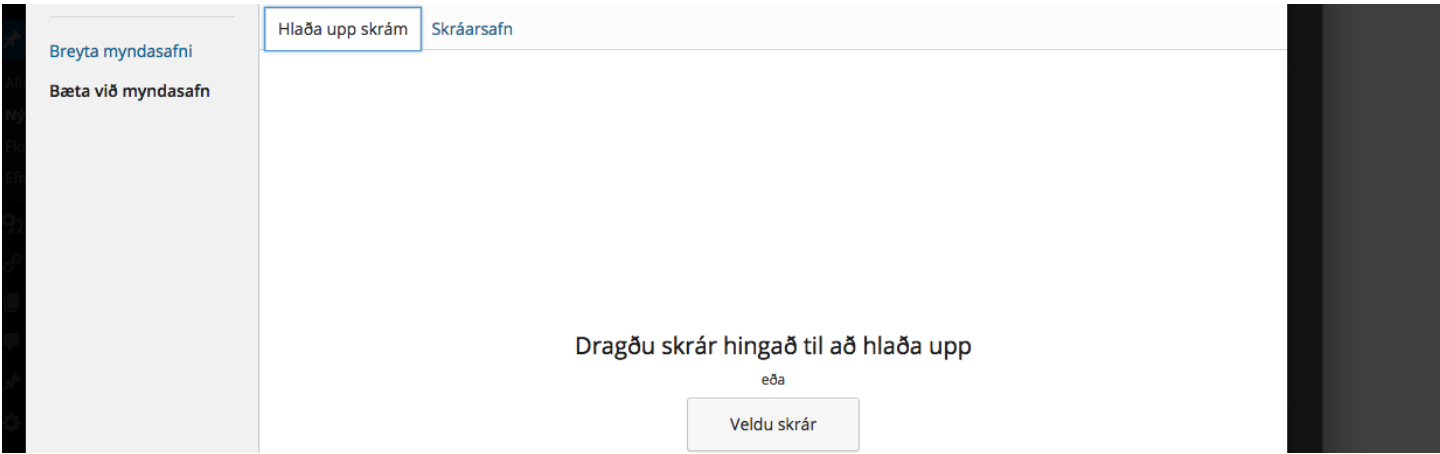 Hlaða upp skrám Skráarsafn
Breyta myndasafni
Bæta við myndasafn
Dragðu skrár hingað til að hlaða upp
eða
Veldu skrár